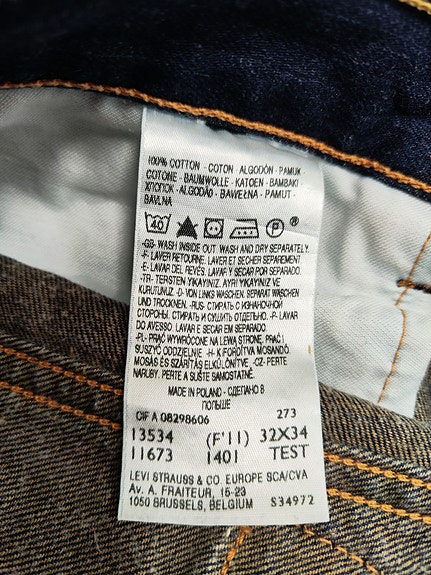 100% COTTON - COTON ALGODÓN - PAMUK
COTONE - BAUMWOLLE - KATOEN - BAMBAKI
ХЛОПОК - ALGODÃO - BAWEŁNA - PAMUT -
BAVLNA
40 P ®
-GB- WASH INSIDE OUT. WASH AND DRY SEPARATELY.
-F- LAVER RETOURNE. LAVER ET SECHER SEPAREMENT
-E- LAVAR DEL REVÉS. LAVAR Y SECAR POR SEPARADO.
-TR- TERSTEN YIKAYINIZ. AYRI YIKAYINIZ VE
KURUTUNUZ. -D- VON LINKS WASCHEN. SEPARAT WASCHEN
UND TROCKNEN. -RUS- СТИРАТЬ С ИЗНАНОЧНОЙ
СТОРОНЫ. СТИРАТЬ И СУШИТЬ ОТДЕЛЬНО. -P- LAVAR
DO AVESSO. LAVAR E SECAR EM SEPARADO.
-PL- PRAĆ WYWRÓCONE NA LEWĄ STRONĘ, PRAĆ I
SUSZYĆ ODDZIELNIE -H- KIFORDÍTVA MOSANDÓ.
MOSÁS ÉS SZÁRÍTÁS ELKÜLÖNÍTVE -CZ- PERTE
NARUBY. PERTE A SUŠTE SAMOSTATNĚ.
MADE IN POLAND - СДЕЛАНО В
ПОЛЬШЕ
CIF A 08298606 273
13534 (F'11) 32X34
11673 1401 TEST
LEVI STRAUSS & CO. EUROPE SCA/CVA
Av. A. FRAITEUR, 15-23
1050 BRUSSELS, BELGIUM S34972